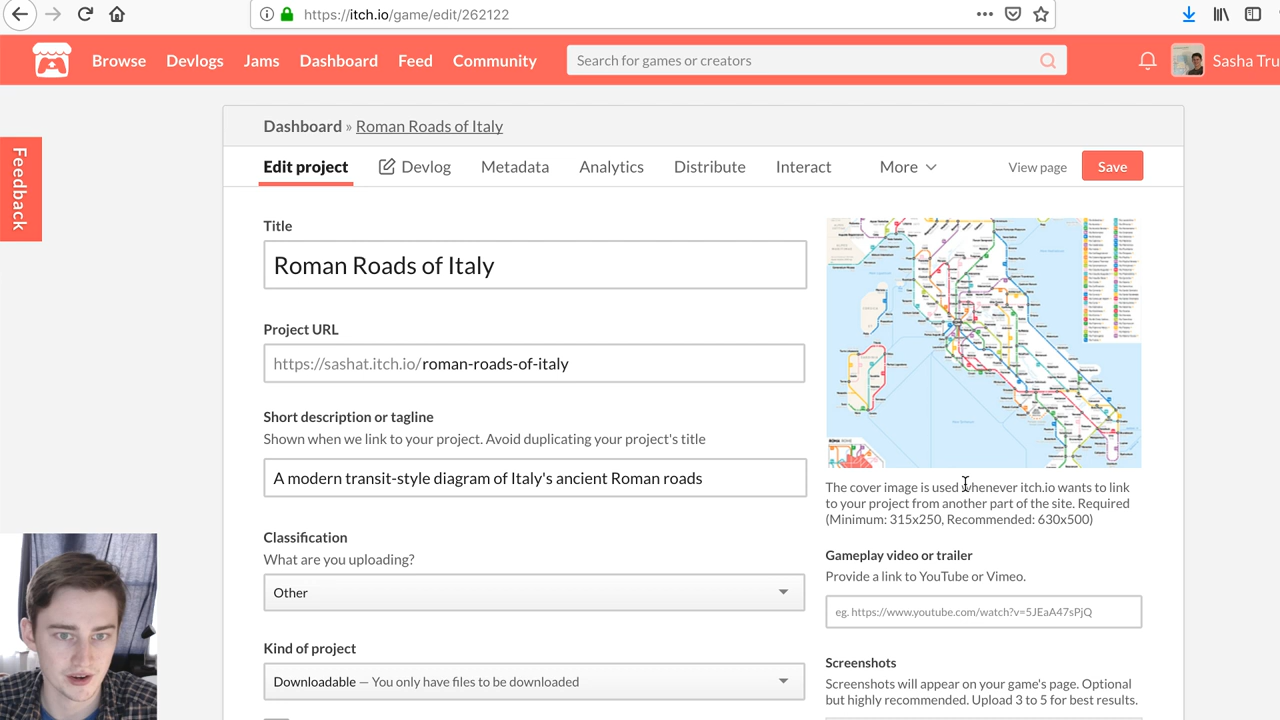 https://itch.io/game/edit/262122
Browse Devlogs Jams Dashboard Feed Community Search for games or creators Sasha Tru
Feedback
Dashboard » Roman Roads of Italy
Edit project Devlog Metadata Analytics Distribute Interact More View page Save
Title
Roman Roads of Italy
Project URL
https://sashat.itch.io/roman-roads-of-italy
Short description or tagline
Shown when we link to your project. Avoid duplicating your project's title
A modern transit-style diagram of Italy's ancient Roman roads
Classification
What are you uploading?
Other
Kind of project
Downloadable — You only have files to be downloaded
The cover image is used whenever itch.io wants to link
to your project from another part of the site. Required
(Minimum: 315x250, Recommended: 630x500)
Gameplay video or trailer
Provide a link to YouTube or Vimeo.
eg. https://www.youtube.com/watch?v=5JEaA47sPjQ
Screenshots
Screenshots will appear on your game's page. Optional
but highly recommended. Upload 3 to 5 for best results.